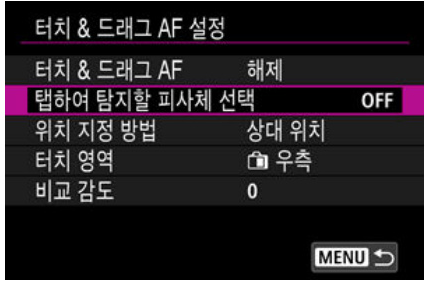 터치 & 드래그 AF 설정
터치 & 드래그 AF 해제
탭하여 탐지할 피사체 선택 OFF
위치 지정 방법 상대 위치
터치 영역 우측
비교 감도 0
MENU